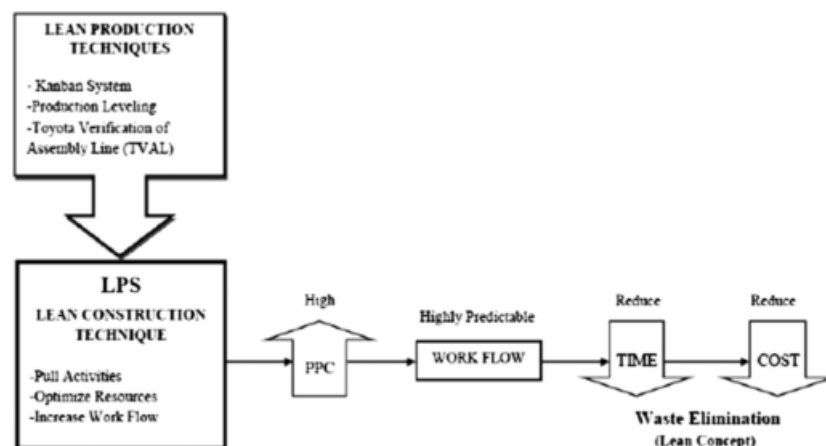 LEAN PRODUCTION
TECHNIQUES
- Kanban System
-Production Leveling
-Toyota Verification of
Assembly Line (TVAL)
LPS
LEAN CONSTRUCTION
TECHNIQUE
-Pull Activities
-Optimize Resources
-Increase Work Flow
High
PPC
Highly Predictable
WORK FLOW
Reduce
TIME
Reduce
COST
Waste Elimination
(Lean Concept)